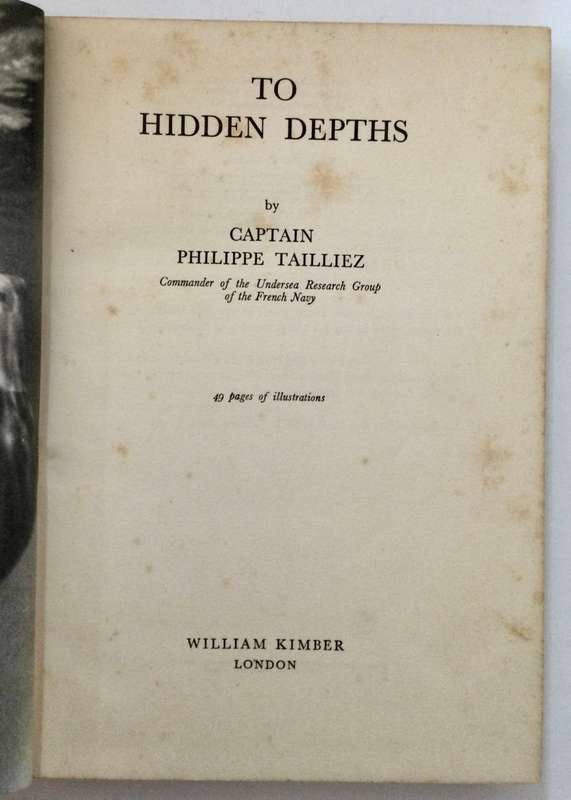 TO
HIDDEN DEPTHS
by
CAPTAIN
PHILIPPE TAILLIEZ
Commander of the Undersea Research Group
of the French Navy
49 pages of illustrations
WILLIAM KIMBER
LONDON